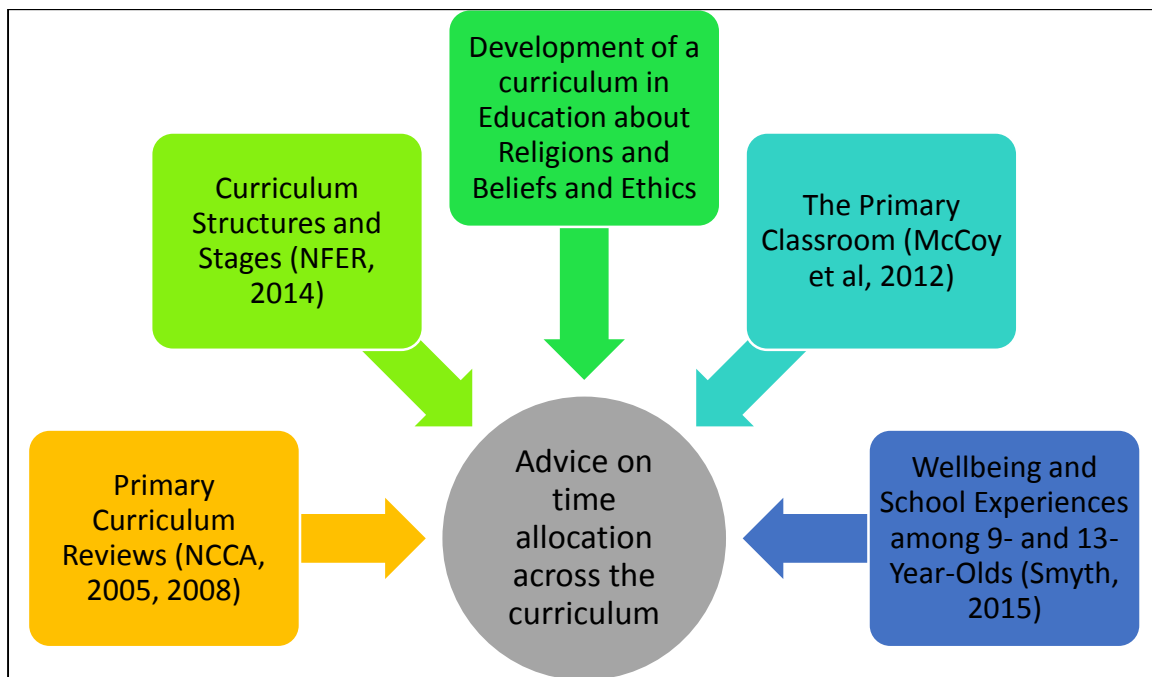 Development of a
curriculum in
Education about
Religions and
Beliefs and Ethics
Curriculum
Structures and
Stages (NFER,
2014)
The Primary
Classroom (McCoy
et al, 2012)
Primary
Curriculum
Reviews (NCCA,
2005, 2008)
Advice on
time
allocation
across the
curriculum
Wellbeing and
School Experiences
among 9- and 13-
Year-Olds (Smyth,
2015)